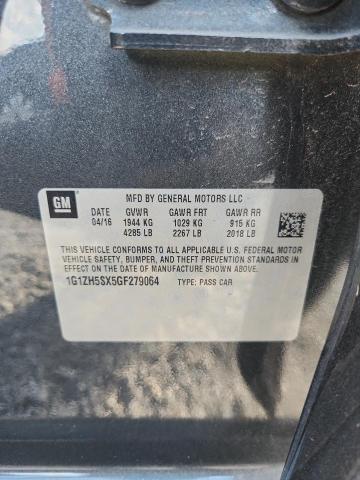 GM
MFD BY GENERAL MOTORS LLC
DATE GVWR GAWR FRT GAWR RR
04/16 1944 KG 1029 KG 915 KG
4285 LB 2267 LB 2018 LB
THIS VEHICLE CONFORMS TO ALL APPLICABLE U.S. FEDERAL MOTOR
VEHICLE SAFETY, BUMPER, AND THEFT PREVENTION STANDARDS
IN EFFECT ON THE DATE OF MANUFACTURE SHOWN ABOVE.
1G1ZH5SX5GF279064 TYPE: PASS CAR